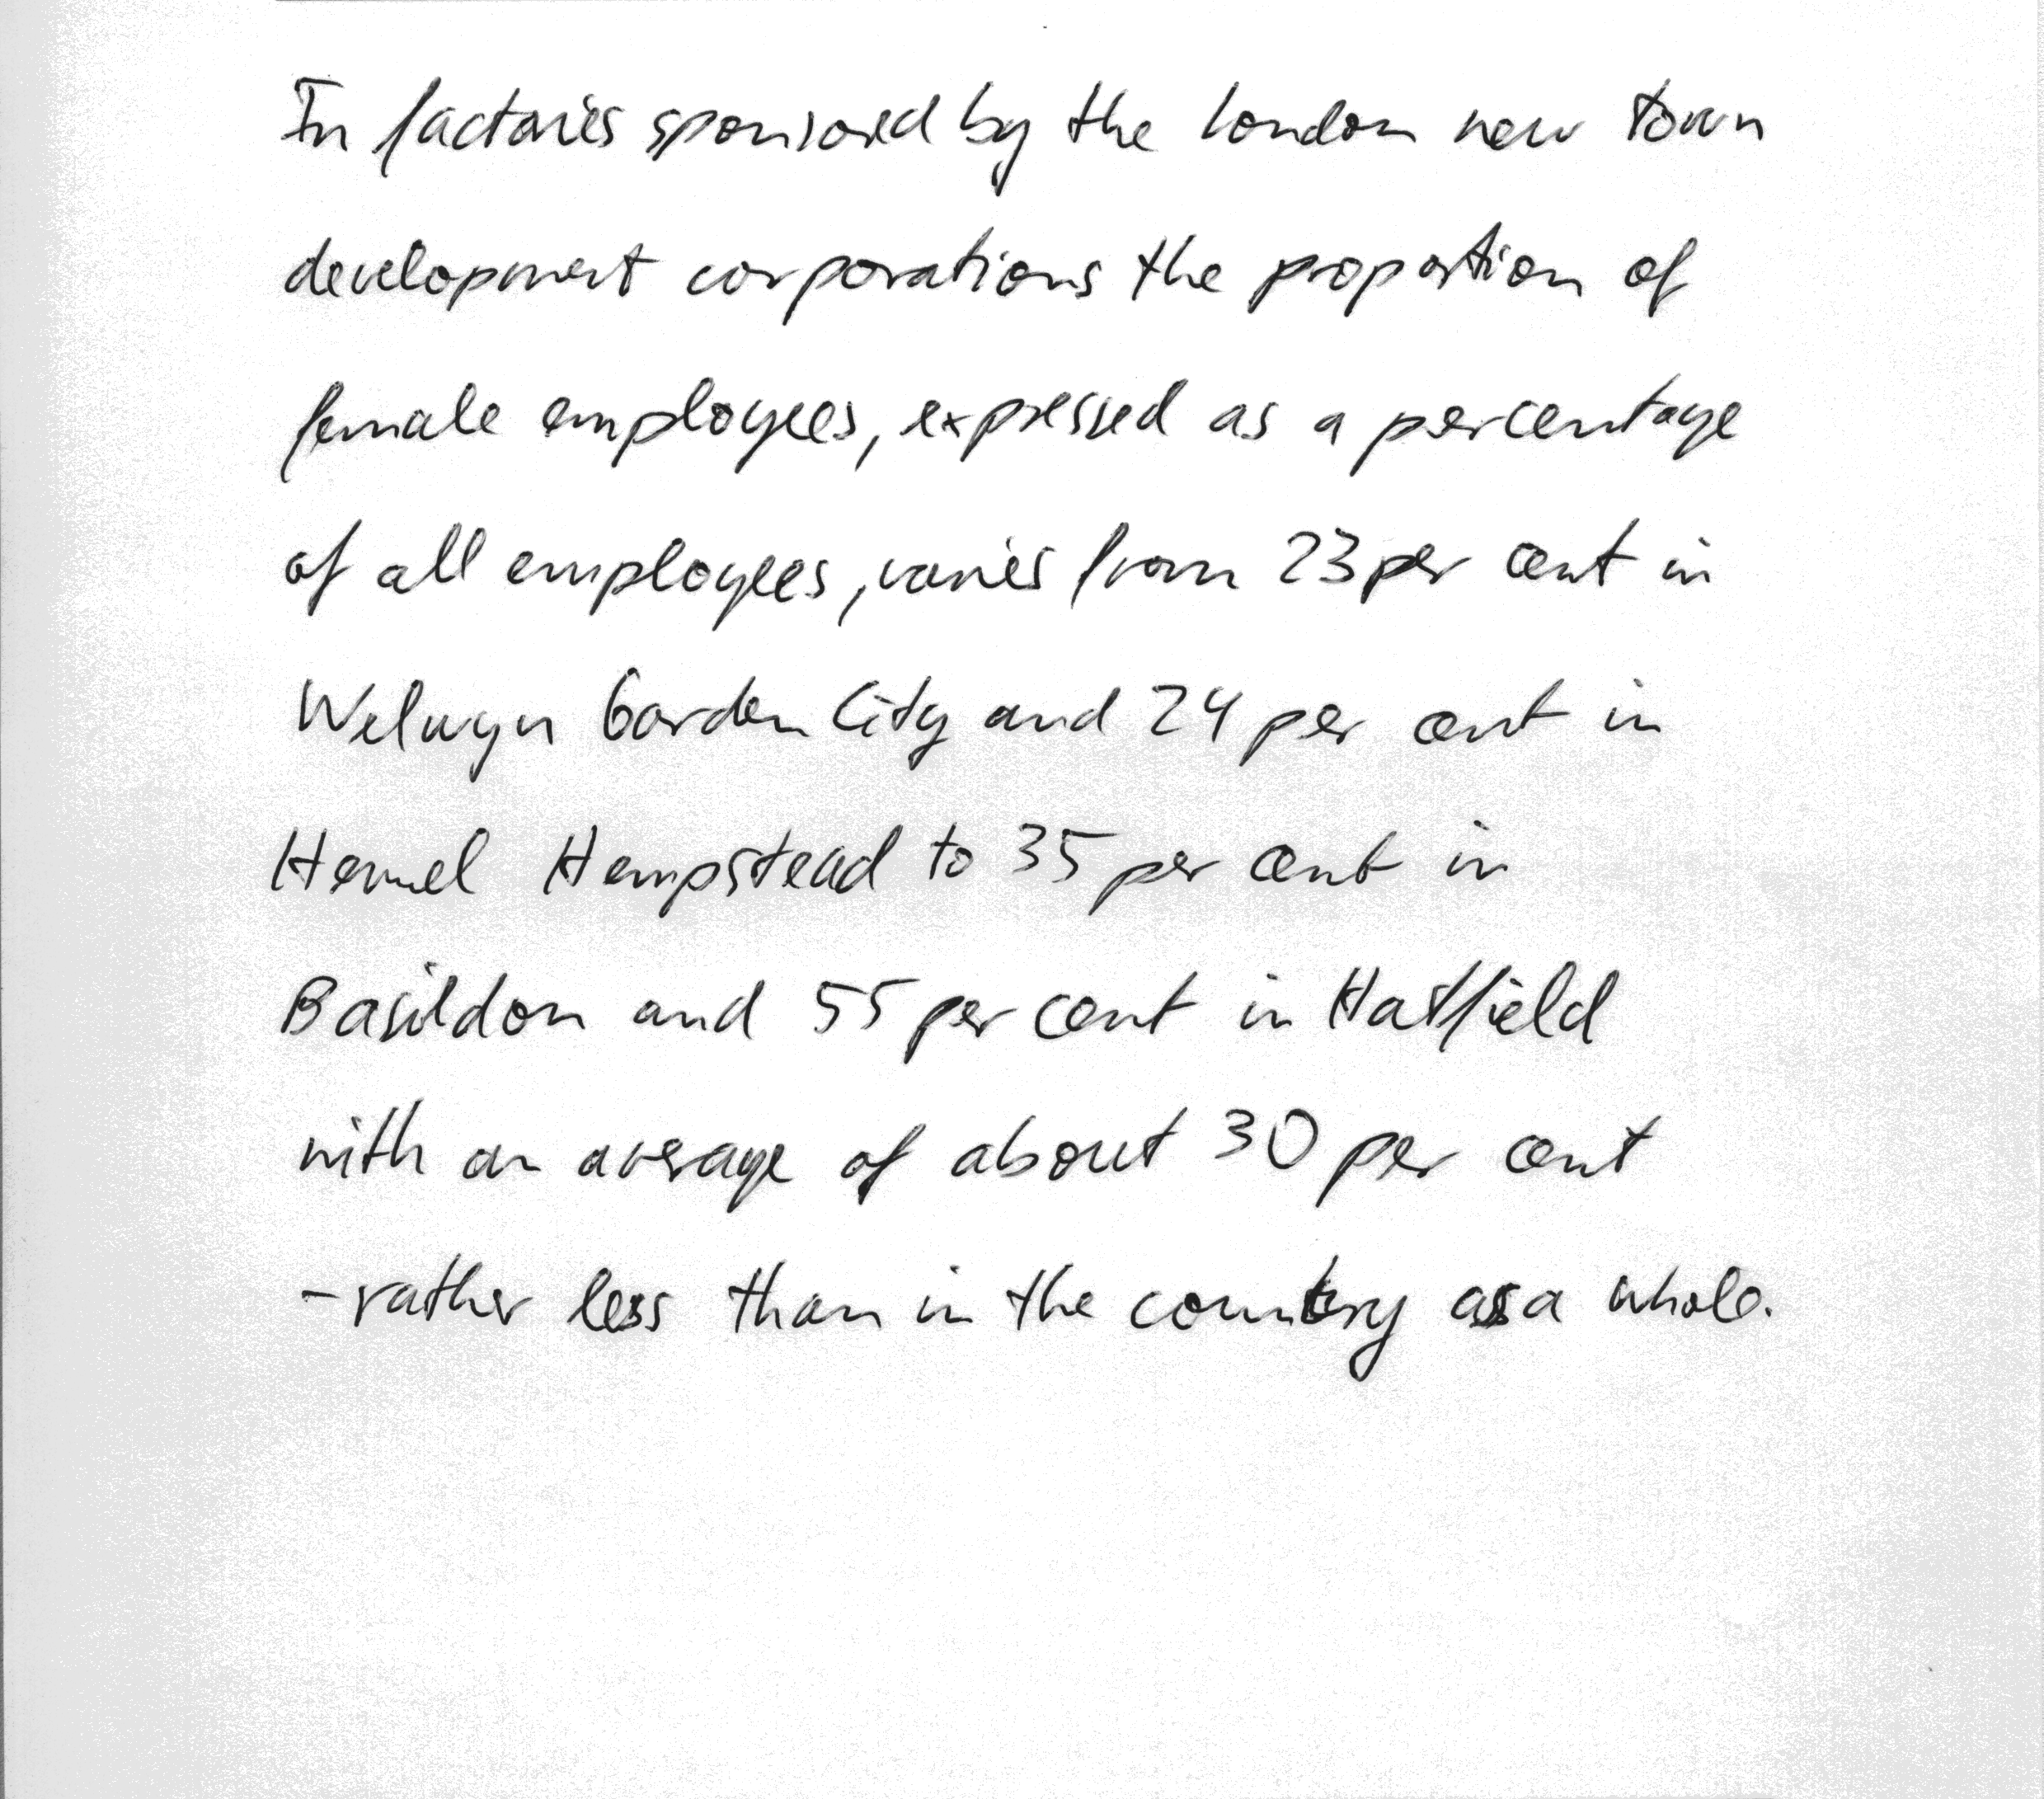 In factories sponsored by the London new town
development corporations the proportion of
female employees, expressed as a percentage
of all employees, varies from 23 per cent in
Welwyn Garden City and 24 per cent in
Hemel Hempstead to 35 per cent in
Basildon and 55 per cent in Hatfield
with an average of about 30 per cent
- rather less than in the country as a whole.